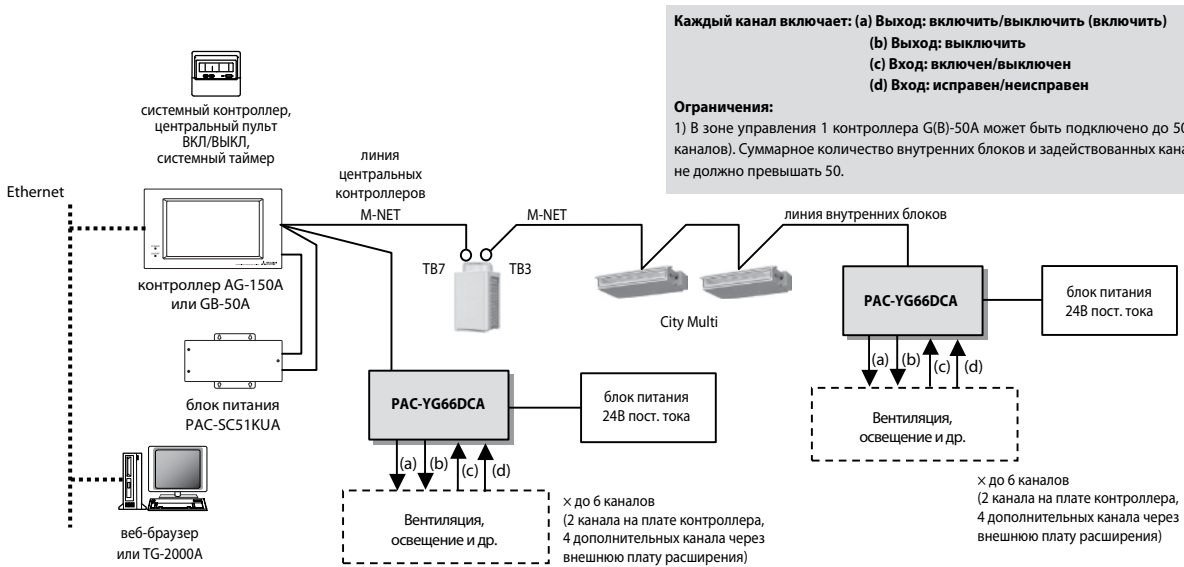 Каждый канал включает: (a) Выход: включить/выключить (включить)
(b) Выход: выключить
(c) Вход: включен/выключен
(d) Вход: исправен/неисправен
Ограничения:
1) В зоне управления 1 контроллера G(B)-50A может быть подключено до 50
каналов). Суммарное количество внутренних блоков и задействованных
не должно превышать 50.
системный контроллер,
центральный пульт
ВКЛ/ВЫКЛ,
системный таймер
Ethernet
линия
центральных
контроллеров
M-NET
M-NET
линия внутренних блоков
TB7
TB3
контроллер AG-150A
или GB-50A
City Multi
PAC-YG66DCA
блок питания
24В пост. тока
(a)
(b)
(c)
(d)
Вентиляция,
освещение и др.
× до 6 каналов
(2 канала на плате контроллера,
4 дополнительных канала через
внешнюю плату расширения)
блок питания
PAC-SC51KUA
PAC-YG66DCA
блок питания
24В пост. тока
(a)
(b)
(c)
(d)
Вентиляция,
освещение и др.
× до 6 каналов
(2 канала на плате контроллера,
4 дополнительных канала через
внешнюю плату расширения)
веб-браузер
или TG-2000A